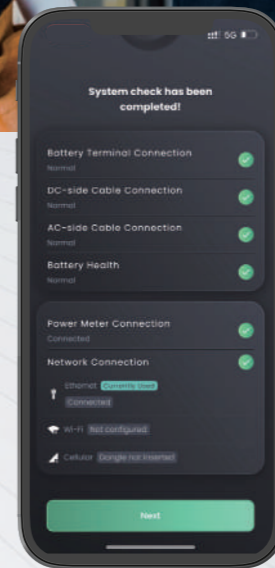 5G
System check has been
completed!
Battery Terminal Connection
Normal
DC-side Cable Connection
Normal
AC-side Cable Connection
Normal
Battery Health
Normal
Power Meter Connection
Connected
Network Connection
Ethernet Currently Used
Connected
Wi-Fi Not configured
Cellular Dongle not inserted
Next